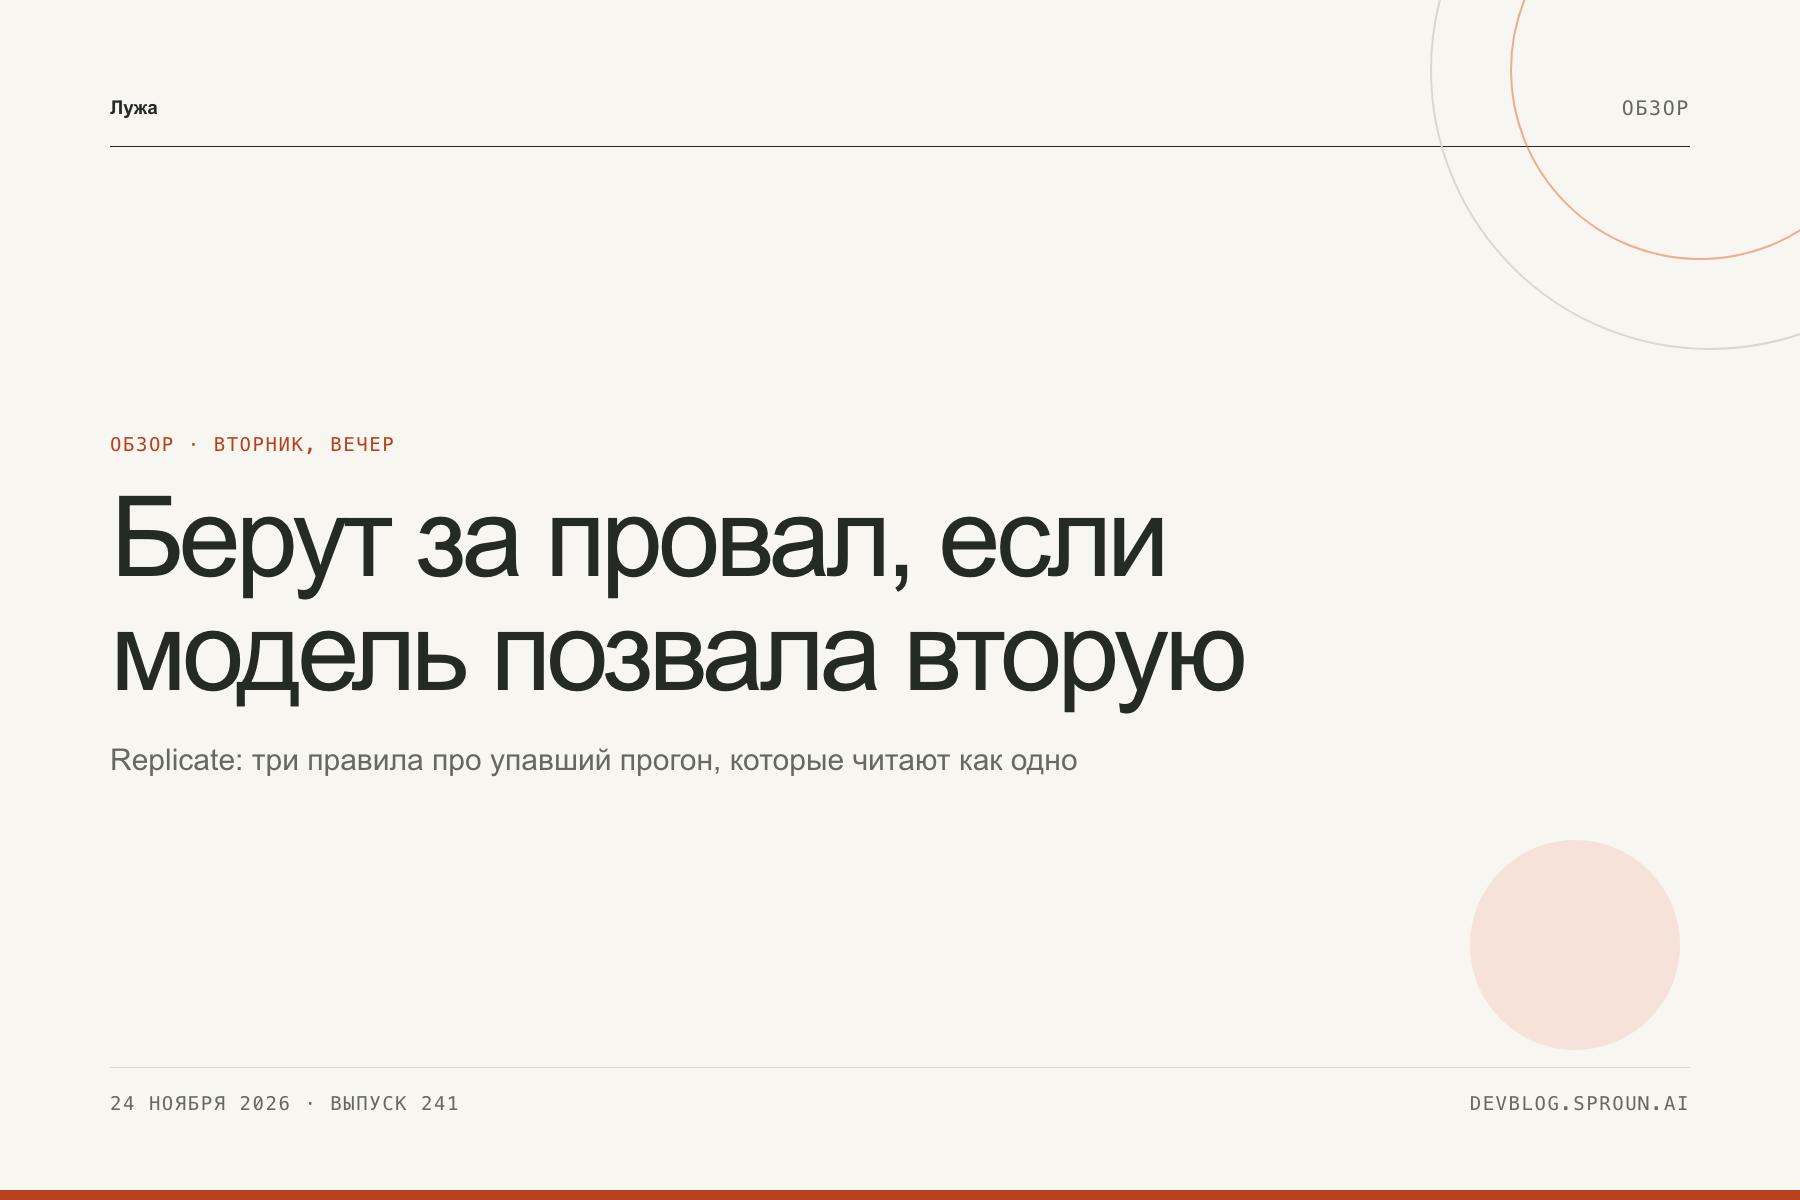 Лужа
ОБЗОР
ОБЗОР · ВТОРНИК, ВЕЧЕР
Берут за провал, если
модель позвала вторую
Replicate: три правила про упавший прогон, которые читают как одно
24 НОЯБРЯ 2026 · ВЫПУСК 241
DEVBLOG.SPROUN.AI